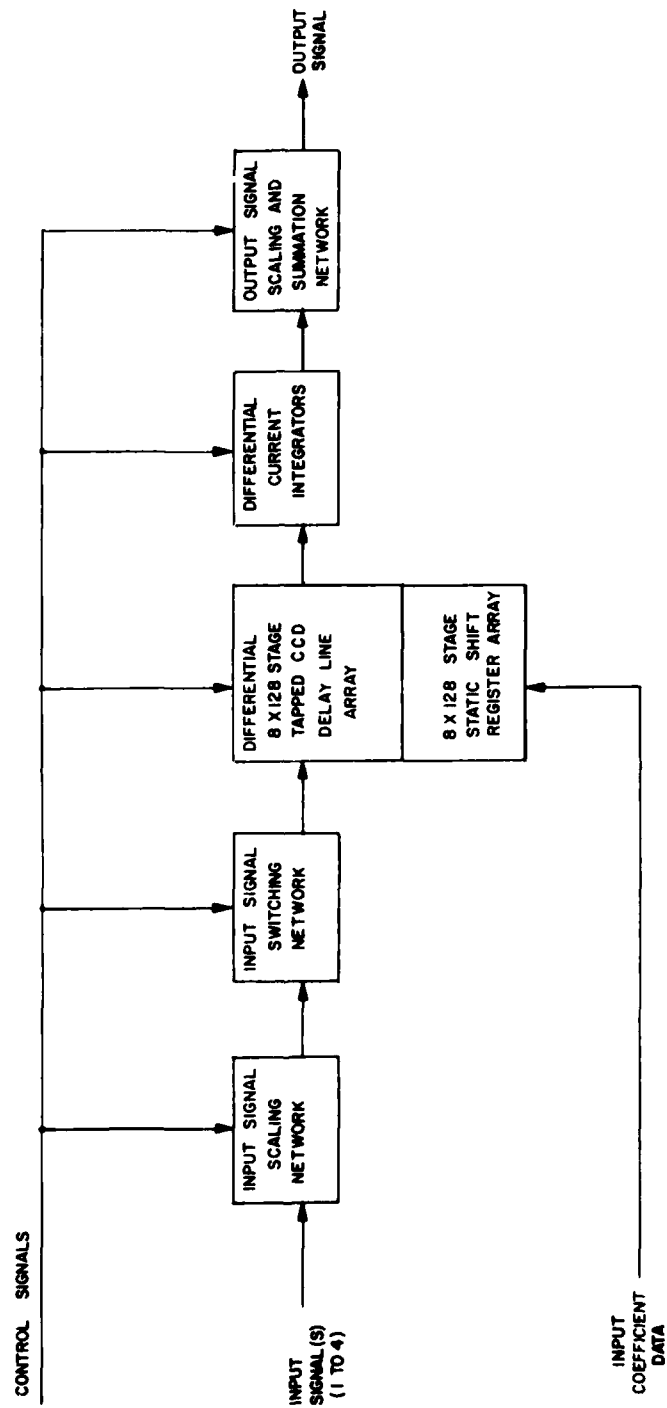 CONTROL SIGNALS
INPUT
SIGNAL(S)
(1 TO 4)
INPUT SIGNAL
SCALING
NETWORK
INPUT SIGNAL
SWITCHING
NETWORK
DIFFERENTIAL
8 X 128 STAGE
TAPPED CCD
DELAY LINE
ARRAY
8 X 128 STAGE
STATIC SHIFT
REGISTER ARRAY
DIFFERENTIAL
CURRENT
INTEGRATORS
OUTPUT SIGNAL
SCALING AND
SUMMATION
NETWORK
OUTPUT
SIGNAL
INPUT
COEFFICIENT
DATA